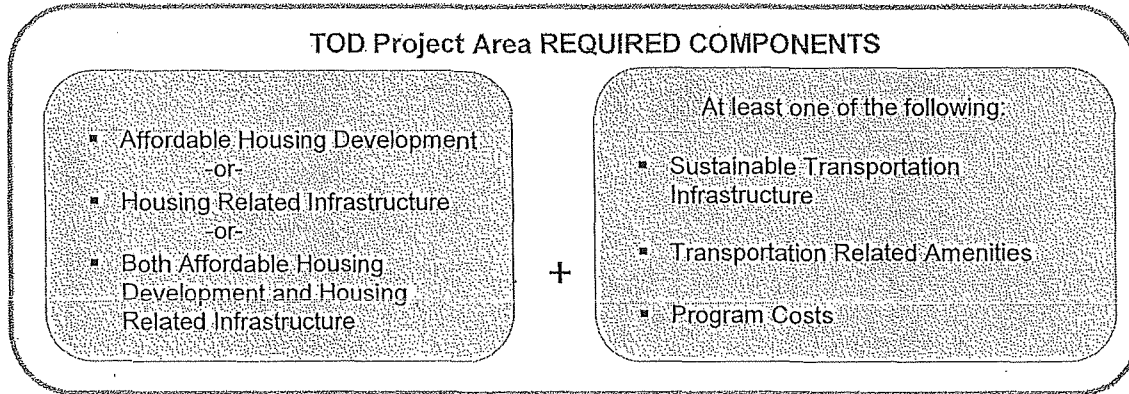 TOD Project Area REQUIRED COMPONENTS
▪ Affordable Housing Development
-or-
▪ Housing Related Infrastructure
-or-
▪ Both Affordable Housing
Development and Housing
Related Infrastructure
+
At least one of the following:
▪ Sustainable Transportation
Infrastructure
▪ Transportation Related Amenities
▪ Program Costs